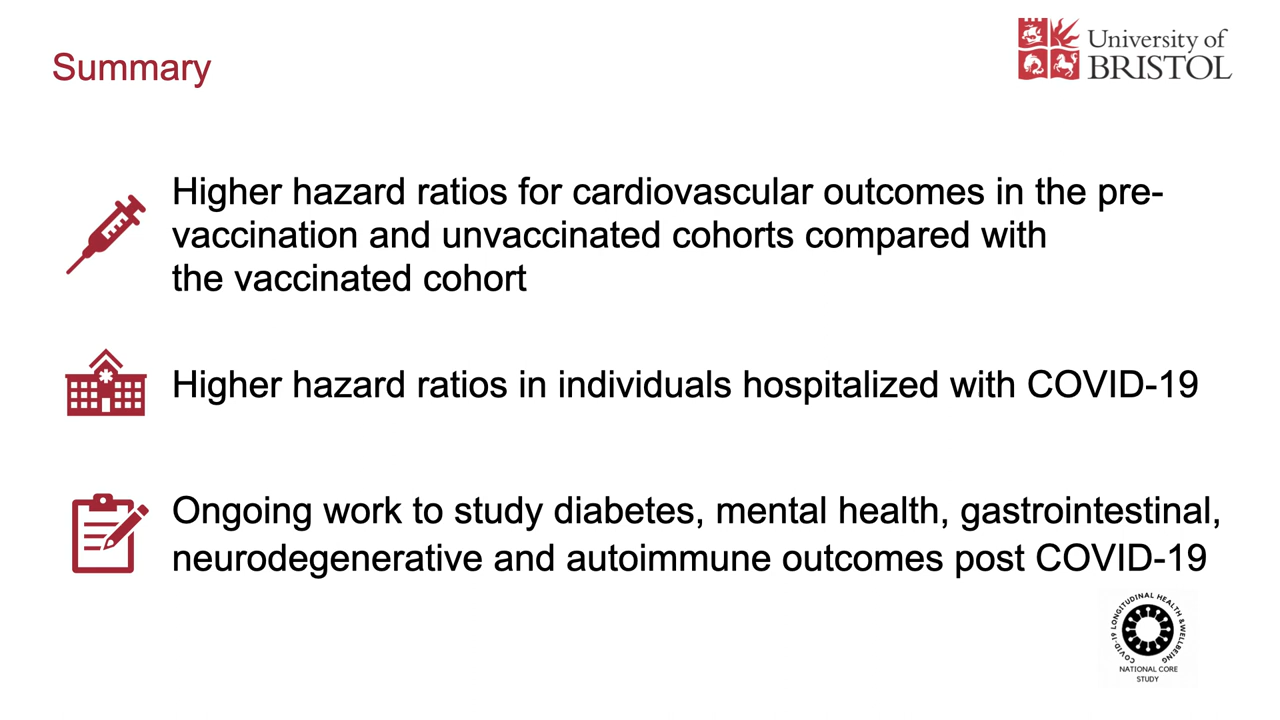 Summary
University of
BRISTOL
Higher hazard ratios for cardiovascular outcomes in the pre-
vaccination and unvaccinated cohorts compared with
the vaccinated cohort
Higher hazard ratios in individuals hospitalized with COVID-19
Ongoing work to study diabetes, mental health, gastrointestinal,
neurodegenerative and autoimmune outcomes post COVID-19
COVID-19 LONGITUDINAL HEALTH & WELLBEING
NATIONAL CORE
STUDY